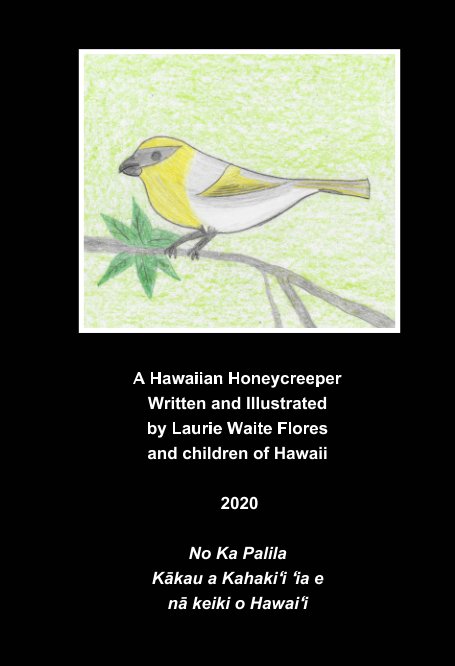 A Hawaiian Honeycreeper
Written and Illustrated
by Laurie Waite Flores
and children of Hawaii
2020
No Ka Palila
Kākau a Kahakiʻi ʻia e
nā keiki o Hawaiʻi